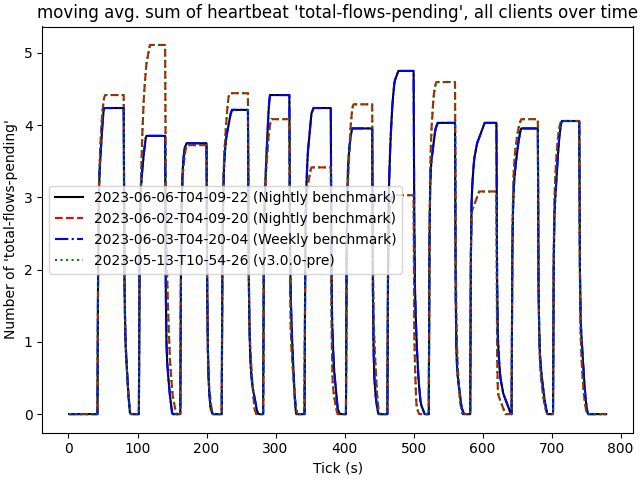 moving avg. sum of heartbeat 'total-flows-pending', all clients over time
Number of 'total-flows-pending'
5
4
3
2
1
0
2023-06-06-T04-09-22 (Nightly benchmark)
2023-06-02-T04-09-20 (Nightly benchmark)
2023-06-03-T04-20-04 (Weekly benchmark)
2023-05-13-T10-54-26 (v3.0.0-pre)
0 100 200 300 400 500 600 700 800
Tick (s)